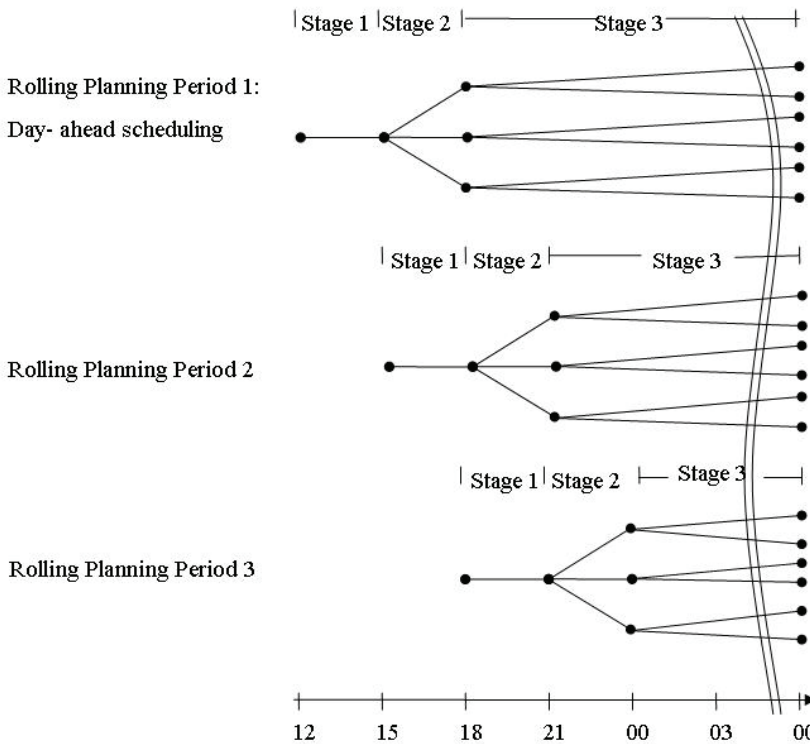 Stage 1 Stage 2 Stage 3
Rolling Planning Period 1:
Day- ahead scheduling
Stage 1 Stage 2 Stage 3
Rolling Planning Period 2
Stage 1 Stage 2 Stage 3
Rolling Planning Period 3
12 15 18 21 00 03 00